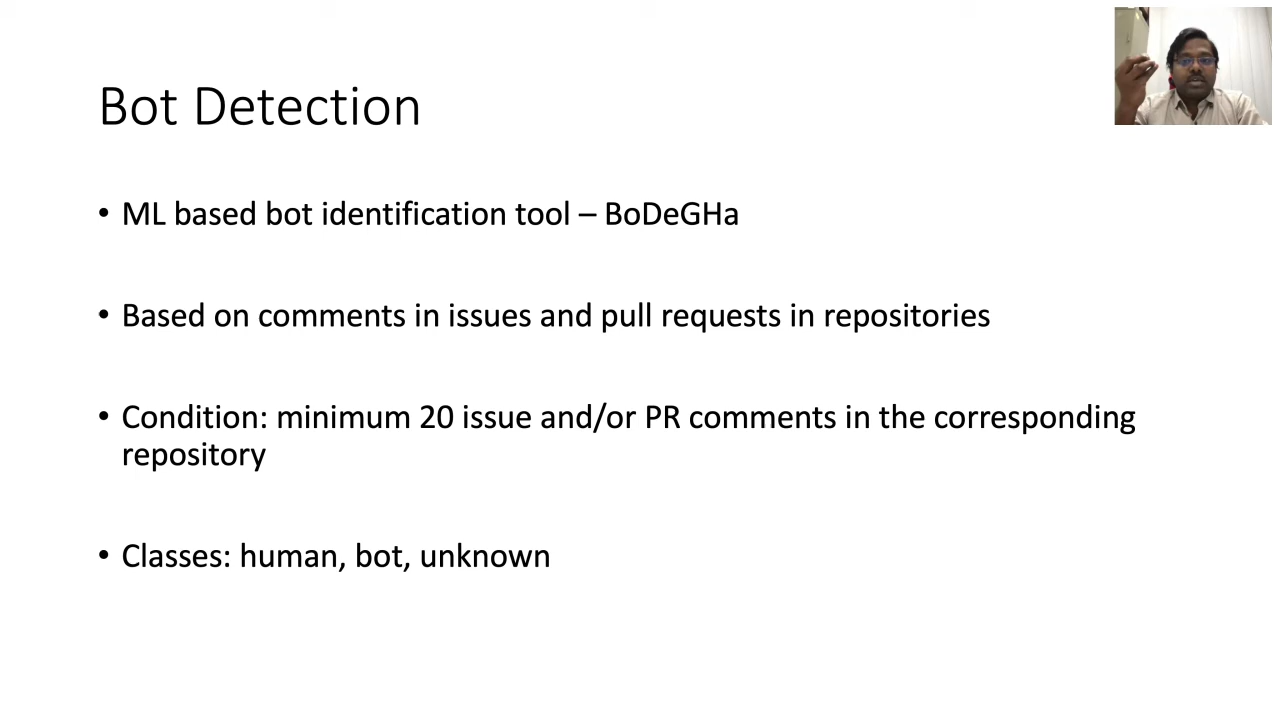 Bot Detection
• ML based bot identification tool – BoDeGHa
• Based on comments in issues and pull requests in repositories
• Condition: minimum 20 issue and/or PR comments in the corresponding
repository
• Classes: human, bot, unknown